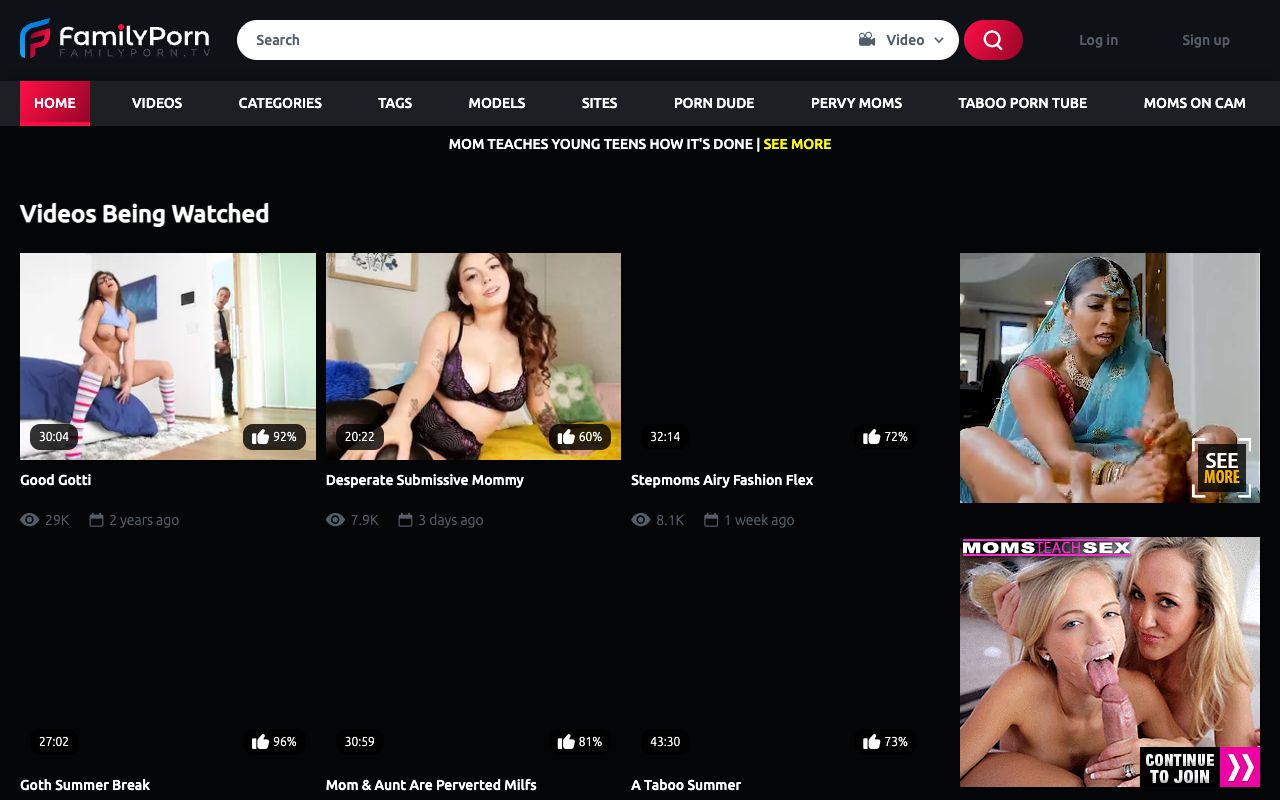 FamilyPorn
FAMILYPORN.TV
Search
Video
Log in
Sign up
HOME
VIDEOS
CATEGORIES
TAGS
MODELS
SITES
PORN DUDE
PERVY MOMS
TABOO PORN TUBE
MOMS ON CAM
MOM TEACHES YOUNG TEENS HOW IT'S DONE | SEE MORE
Videos Being Watched
30:04
92%
Good Gotti
29K
2 years ago
20:22
60%
Desperate Submissive Mommy
7.9K
3 days ago
32:14
72%
Stepmoms Airy Fashion Flex
8.1K
1 week ago
SEE
MORE
27:02
96%
Goth Summer Break
30:59
81%
Mom & Aunt Are Perverted Milfs
43:30
73%
A Taboo Summer
MOMSTEACHSEX
CONTINUE
TO JOIN